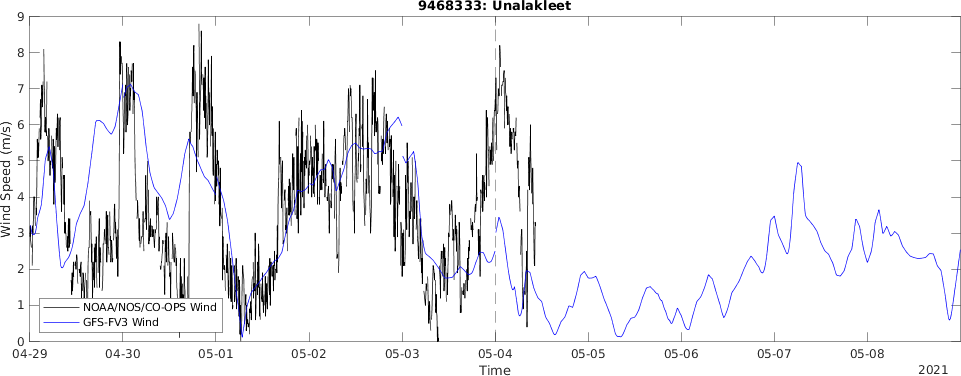 9468333: Unalakleet
Wind Speed (m/s)
9
8
7
6
5
4
3
2
1
0
NOAA/NOS/CO-OPS Wind
GFS-FV3 Wind
04-29 04-30 05-01 05-02 05-03 05-04 05-05 05-06 05-07 05-08
Time
2021